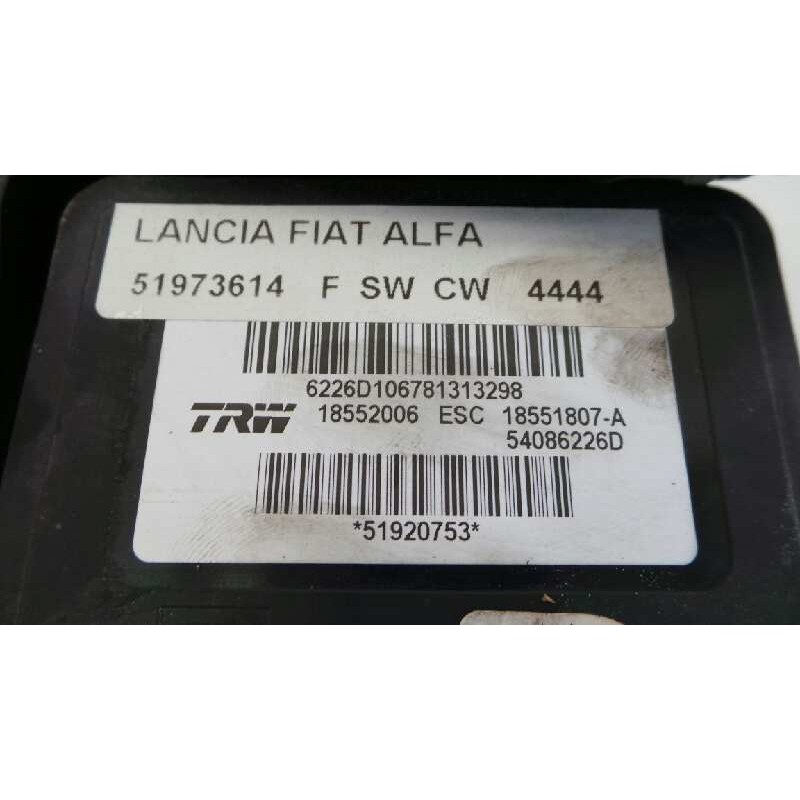 LANCIA FIAT ALFA
51973614 F SW CW 4444
6226D106781313298
TRW 18552006 ESC 18551807-A
54086226D
*51920753*